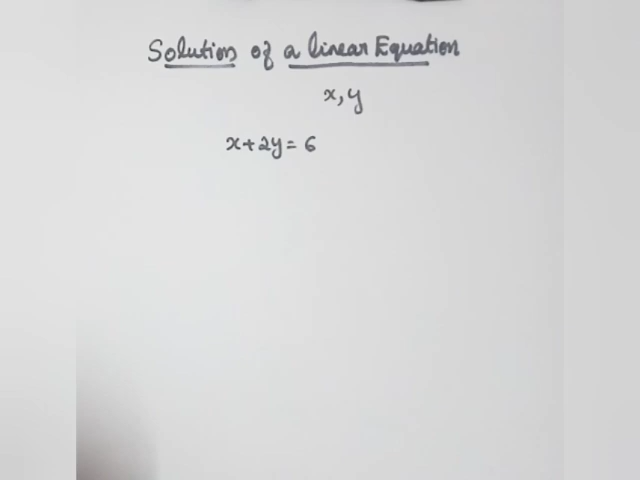 Solution of a linear Equation
x, y
x+2y= 6